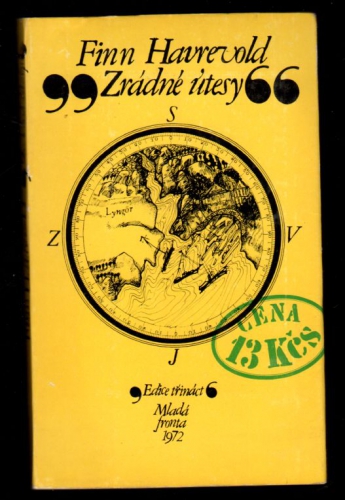 Finn Havrevold
„Zrádné útesy“
S
Lyngör
Z
V
J
CENA
13 Kčs
„Edice třináct“
Mladá
fronta
1972